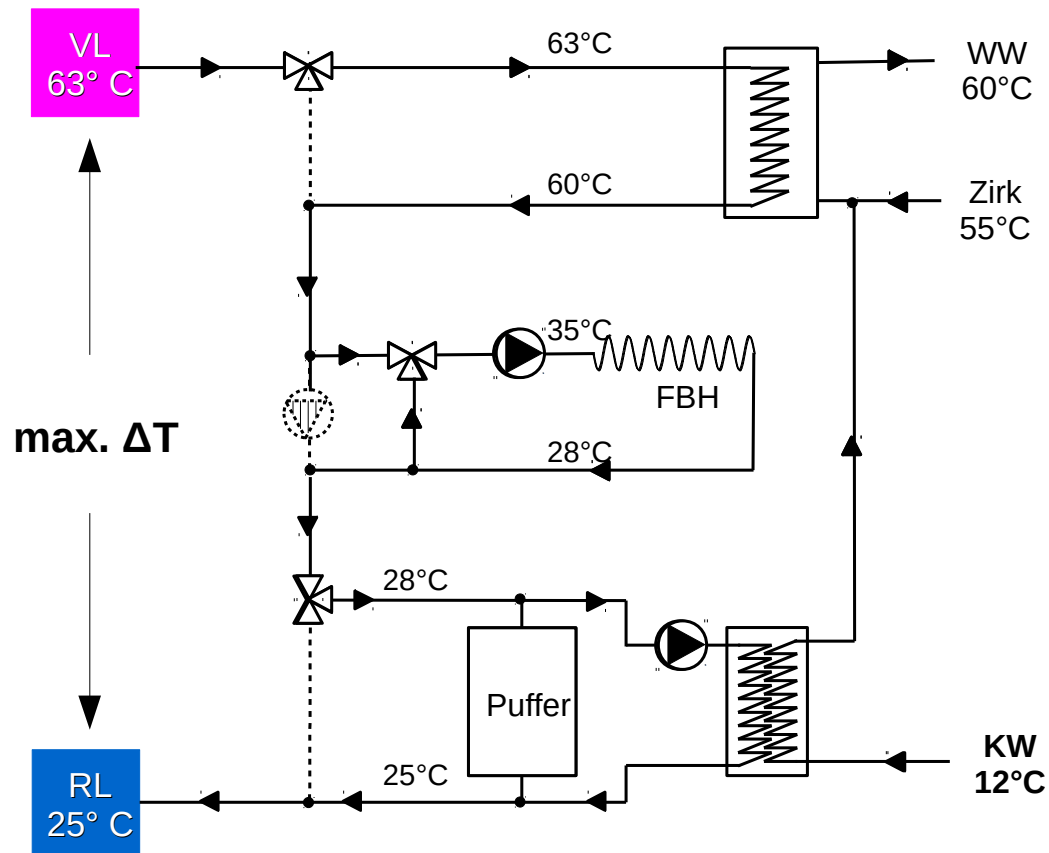 VL
63° C
63°C
WW
60°C
60°C
Zirk
55°C
35°C
FBH
max. ΔT
28°C
28°C
Puffer
KW
12°C
25°C
RL
25° C